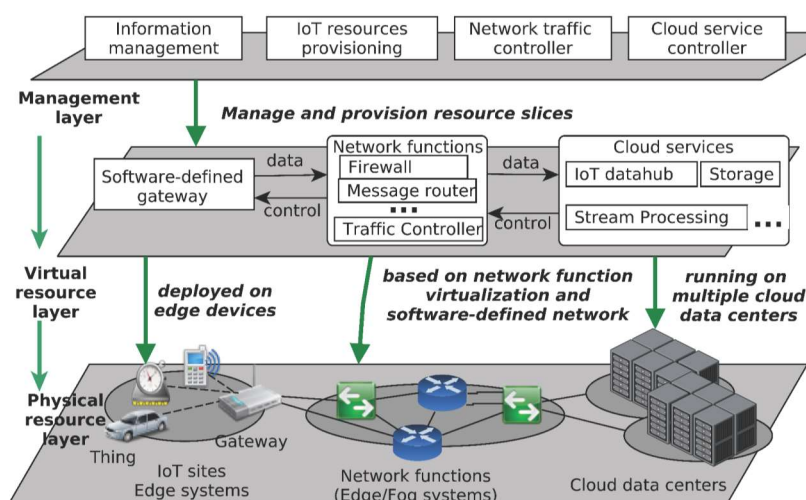 Information
management
IoT resources
provisioning
Network traffic
controller
Cloud service
controller
Management
layer
Manage and provision resource slices
Software-defined
gateway
data
control
Network functions
Firewall
Message router
...
Traffic Controller
data
control
Cloud services
IoT datahub
Storage
Stream Processing
...
Virtual
resource
layer
deployed on
edge devices
based on network function
virtualization and
software-defined network
running on
multiple cloud
data centers
Physical
resource
layer
Thing
Gateway
IoT sites
Edge systems
Network functions
(Edge/Fog systems)
Cloud data centers